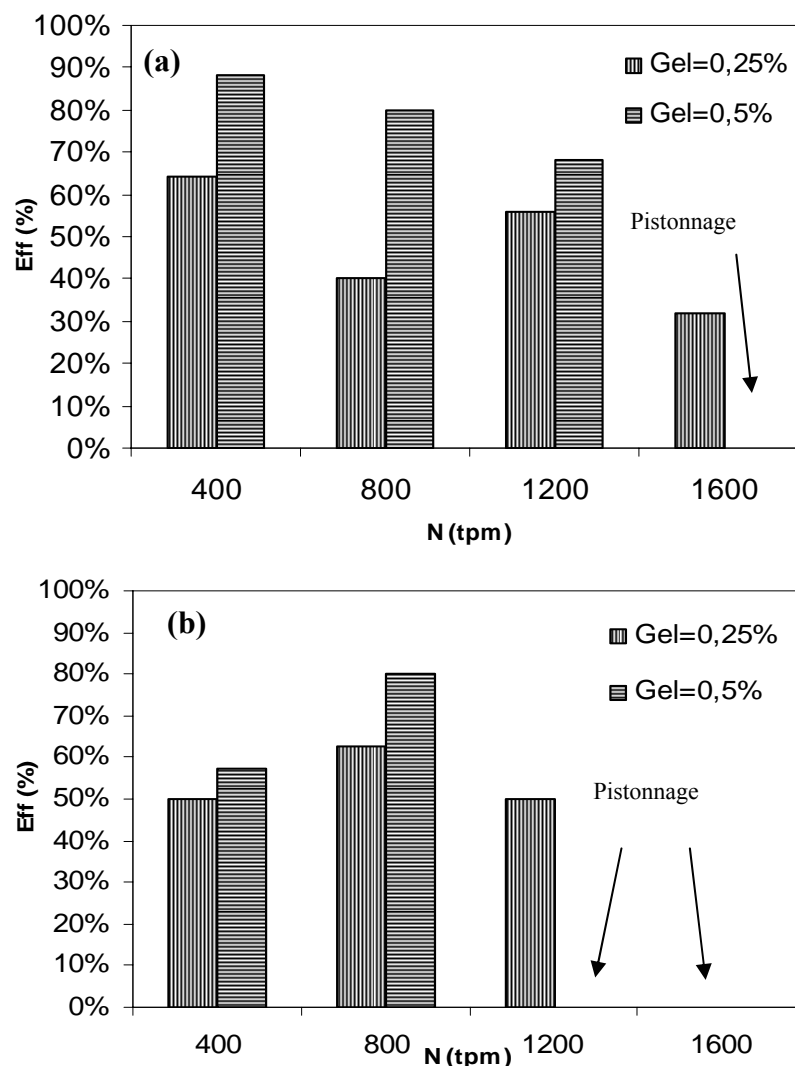 100%
(a)
Gel=0,25%
90%
80%
Gel=0,5%
70%
60%
Pistonnage
50%
Eff (%)
40%
30%
20%
10%
0%
400 800 1200 1600
N (tpm)
100%
(b)
Gel=0,25%
90%
80%
Gel=0,5%
70%
60%
Pistonnage
50%
Eff (%)
40%
30%
20%
10%
0%
400 800 1200 1600
N (tpm)